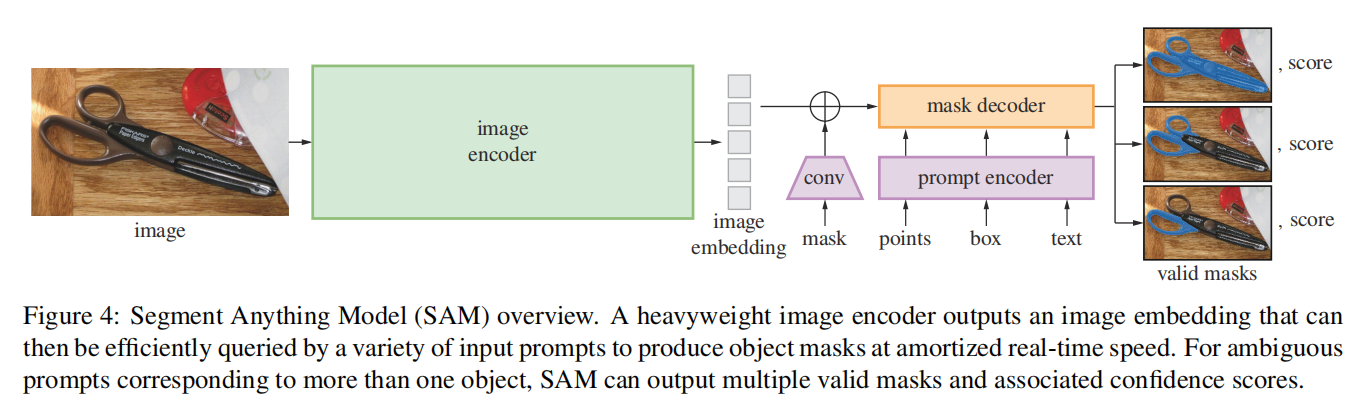 image
image
encoder
image
embedding
conv
mask
prompt encoder
points
box
text
mask decoder
, score
, score
, score
valid masks
Figure 4: Segment Anything Model (SAM) overview. A heavyweight image encoder outputs an image embedding that can
then be efficiently queried by a variety of input prompts to produce object masks at amortized real-time speed. For ambiguous
prompts corresponding to more than one object, SAM can output multiple valid masks and associated confidence scores.